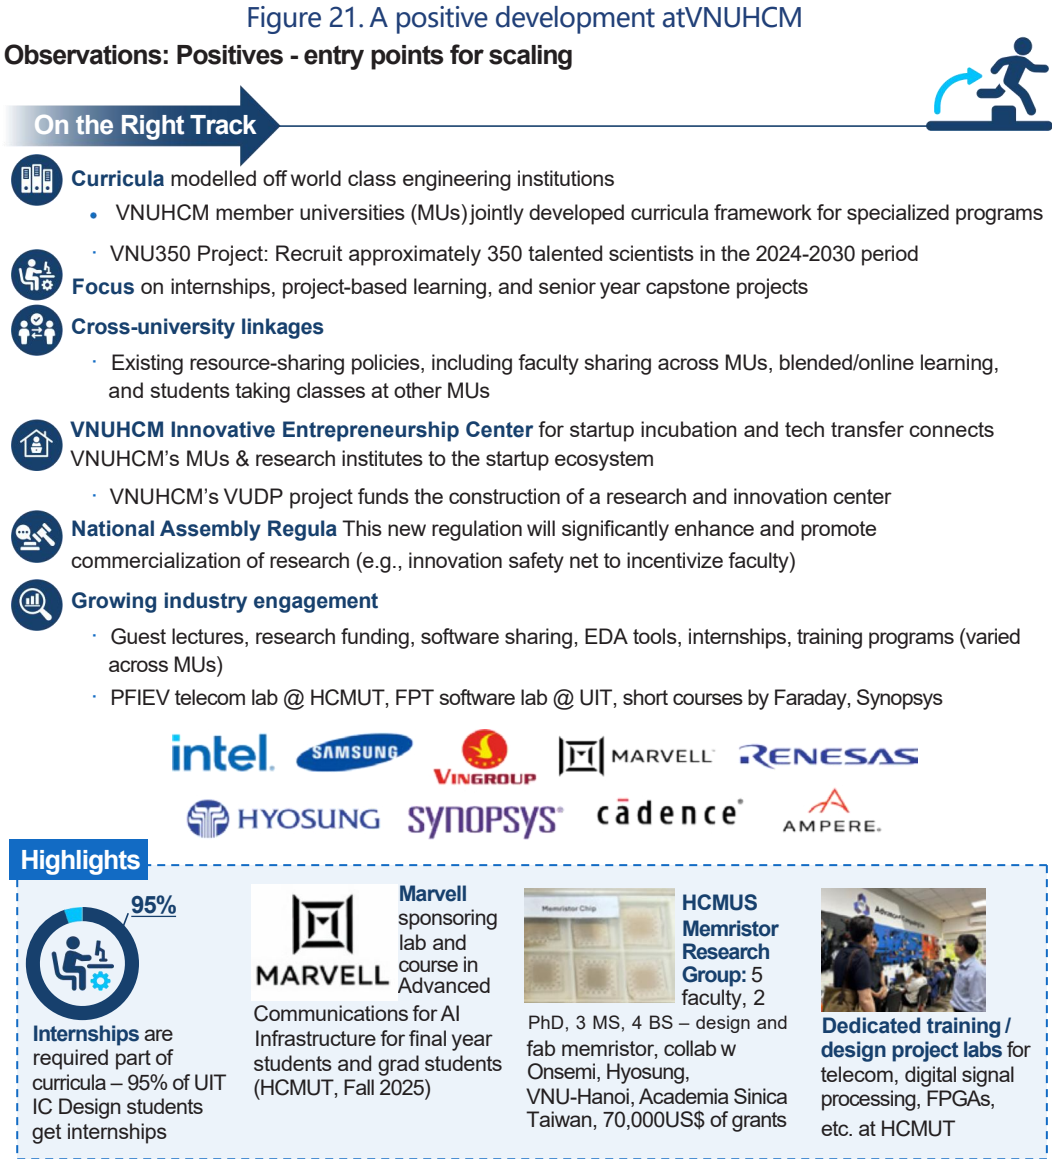 Figure 21. A positive development atVNUHCM
Observations: Positives - entry points for scaling
On the Right Track
Curricula modelled off world class engineering institutions
• VNUHCM member universities (MUs) jointly developed curricula framework for specialized programs
· VNU350 Project: Recruit approximately 350 talented scientists in the 2024-2030 period
Focus on internships, project-based learning, and senior year capstone projects
Cross-university linkages
· Existing resource-sharing policies, including faculty sharing across MUs, blended/online learning,
and students taking classes at other MUs
VNUHCM Innovative Entrepreneurship Center for startup incubation and tech transfer connects
VNUHCM's MUs & research institutes to the startup ecosystem
· VNUHCM's VUDP project funds the construction of a research and innovation center
National Assembly Regula This new regulation will significantly enhance and promote
commercialization of research (e.g., innovation safety net to incentivize faculty)
Growing industry engagement
· Guest lectures, research funding, software sharing, EDA tools, internships, training programs (varied
across MUs)
· PFIEV telecom lab @ HCMUT, FPT software lab @ UIT, short courses by Faraday, Synopsys
intel. SAMSUNG VINGROUP MARVELL RENESAS
HYOSUNG SYNOPSYS® cādence® AMPERE.
Highlights
95%
Internships are
required part of
curricula – 95% of UIT
IC Design students
get internships
MARVELL
Marvell
sponsoring
lab and
course in
Advanced
Communications for AI
Infrastructure for final year
students and grad students
(HCMUT, Fall 2025)
Memristor Chip
HCMUS
Memristor
Research
Group: 5
faculty, 2
PhD, 3 MS, 4 BS – design and
fab memristor, collab w
Onsemi, Hyosung,
VNU-Hanoi, Academia Sinica
Taiwan, 70,000US$ of grants
Dedicated training /
design project labs for
telecom, digital signal
processing, FPGAs,
etc. at HCMUT